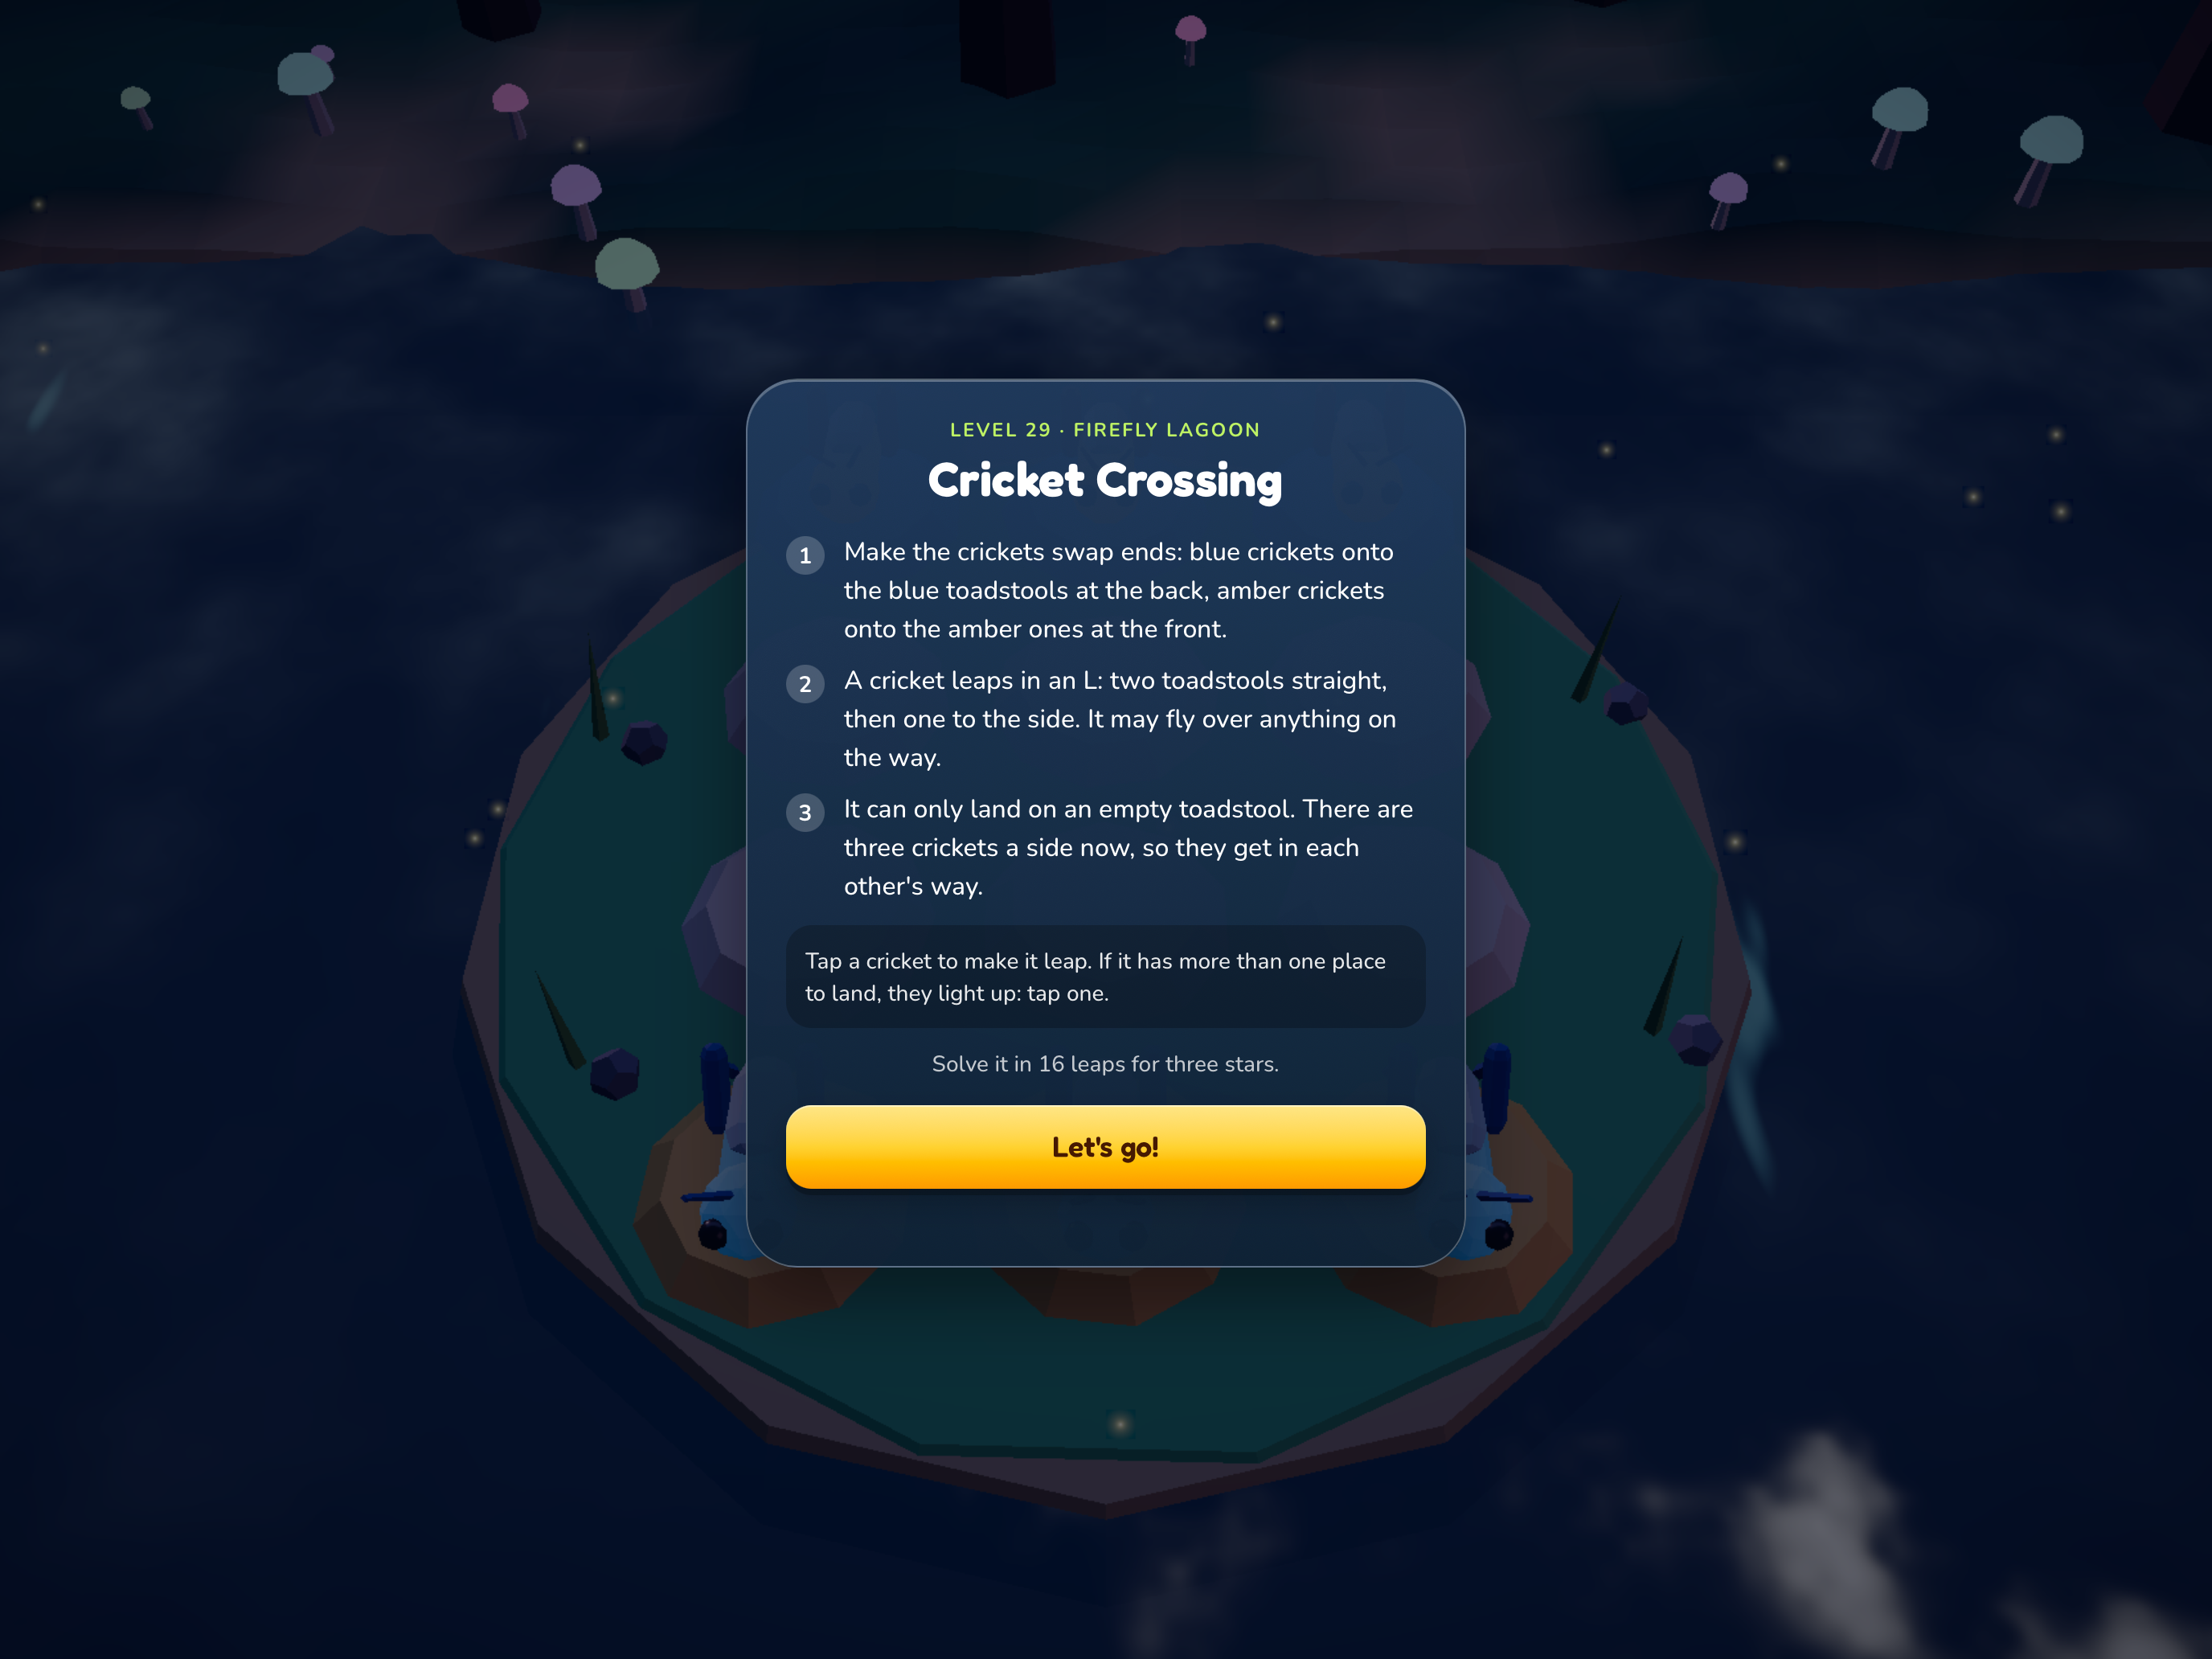 LEVEL 29 · FIREFLY LAGOON
Cricket Crossing
1 Make the crickets swap ends: blue crickets onto
the blue toadstools at the back, amber crickets
onto the amber ones at the front.
2 A cricket leaps in an L: two toadstools straight,
then one to the side. It may fly over anything on
the way.
3 It can only land on an empty toadstool. There are
three crickets a side now, so they get in each
other's way.
Tap a cricket to make it leap. If it has more than one place
to land, they light up: tap one.
Solve it in 16 leaps for three stars.
Let's go!